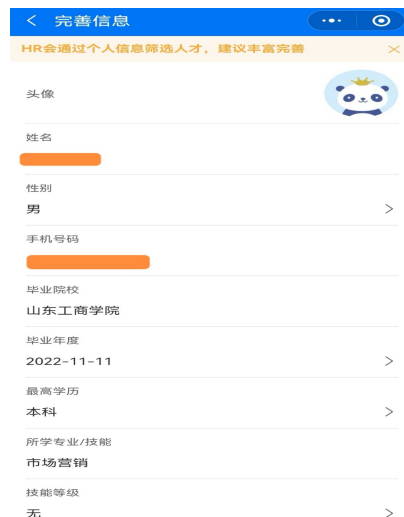 完善信息
HR会通过个人信息筛选人才，建议丰富完善
头像
姓名
性别
男
手机号码
毕业院校
山东工商学院
毕业年度
2022-11-11
最高学历
本科
所学专业/技能
市场营销
技能等级
无